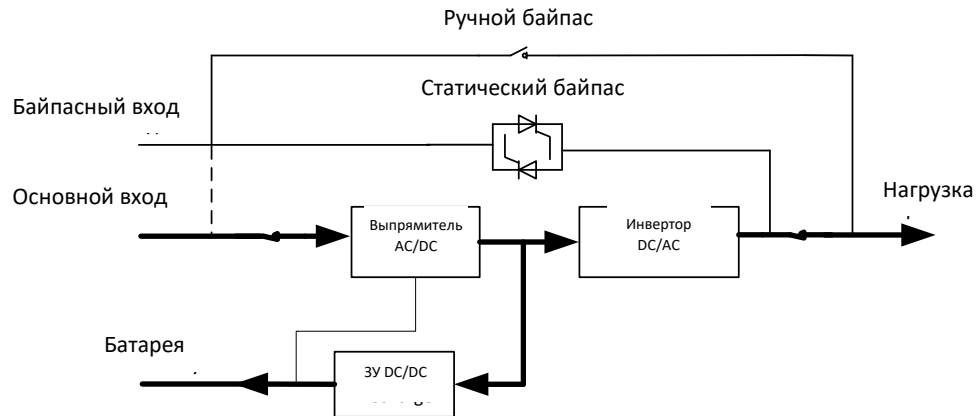 Ручной байпас
Статический байпас
Байпасный вход
Основной вход
Нагрузка
Выпрямитель
AC/DC
Инвертор
DC/AC
Батарея
ЗУ DC/DC